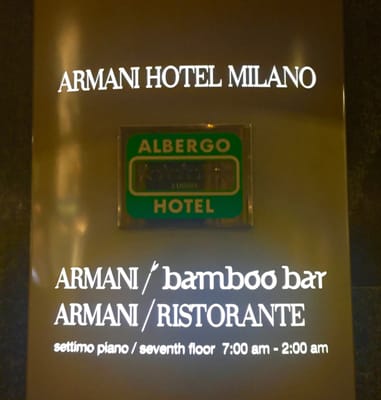 ARMANI HOTEL MILANO
ALBERGO
HOTEL
ARMANI / bamboo bar
ARMANI / RISTORANTE
settimo piano / seventh floor 7:00 am - 2:00 am